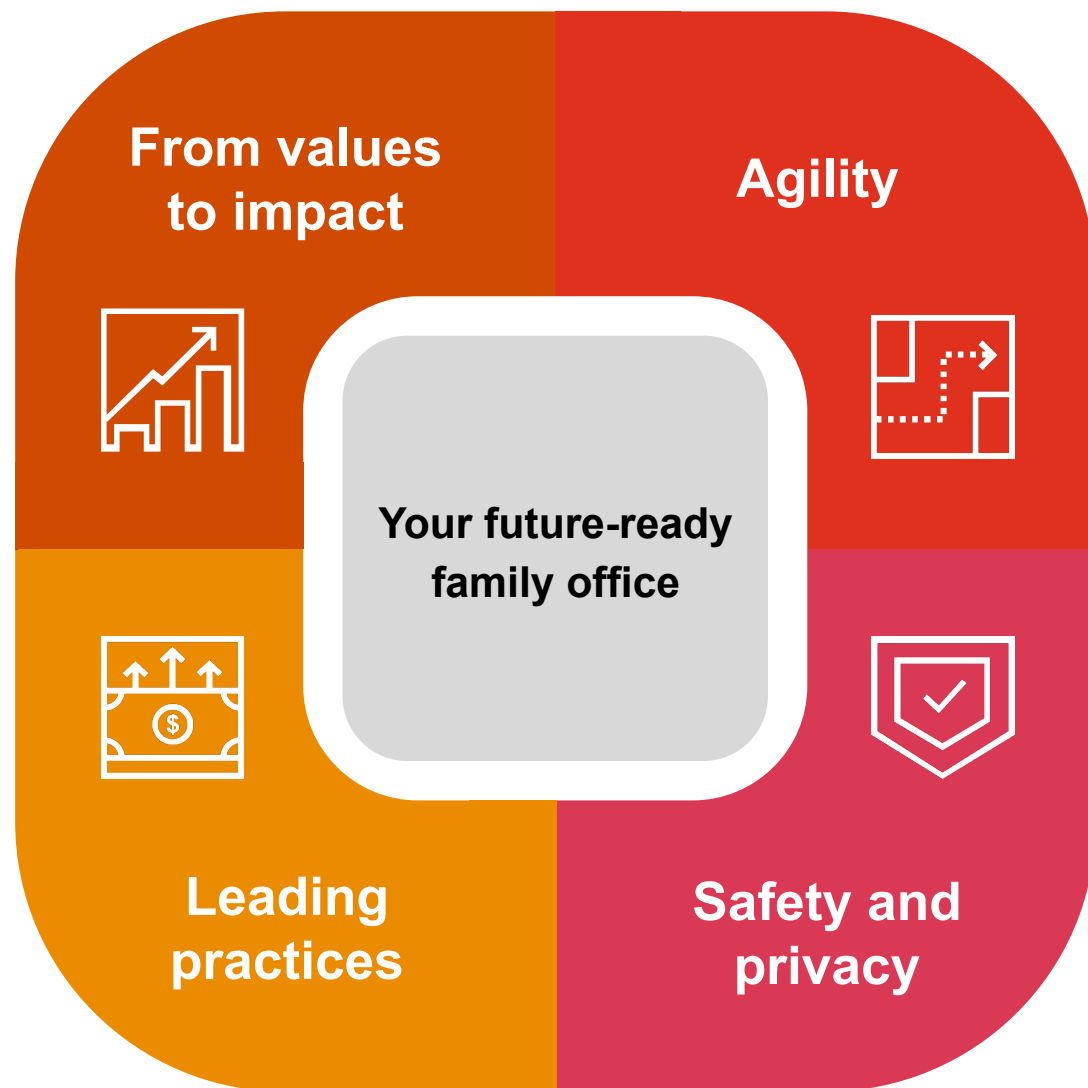 From values
to impact
Agility
Your future-ready
family office
$
Leading
practices
Safety and
privacy